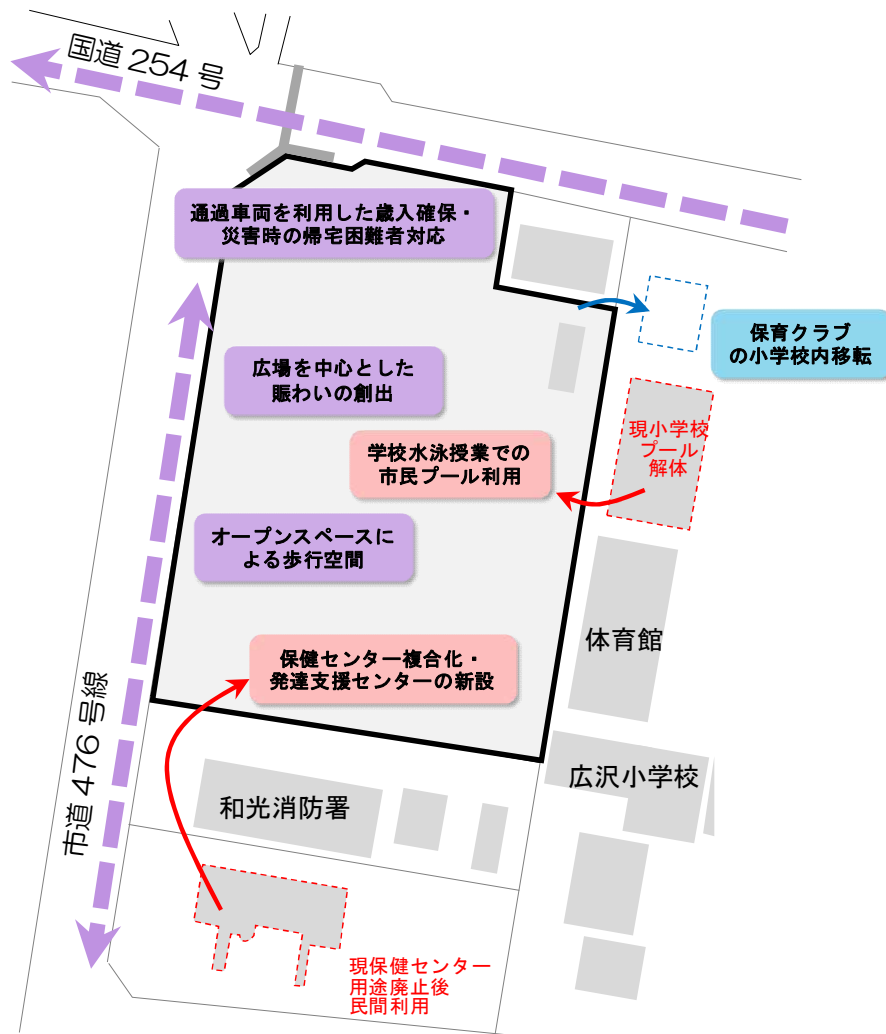 国道 254 号
通過車両を利用した歳入確保・
災害時の帰宅困難者対応
保育クラブ
の小学校内移転
広場を中心とした
賑わいの創出
現小学校
プール
解体
学校水泳授業での
市民プール利用
オープンスペースに
よる歩行空間
体育館
保健センター複合化・
発達支援センターの新設
市道 476 号線
広沢小学校
和光消防署
現保健センター
用途廃止後
民間利用